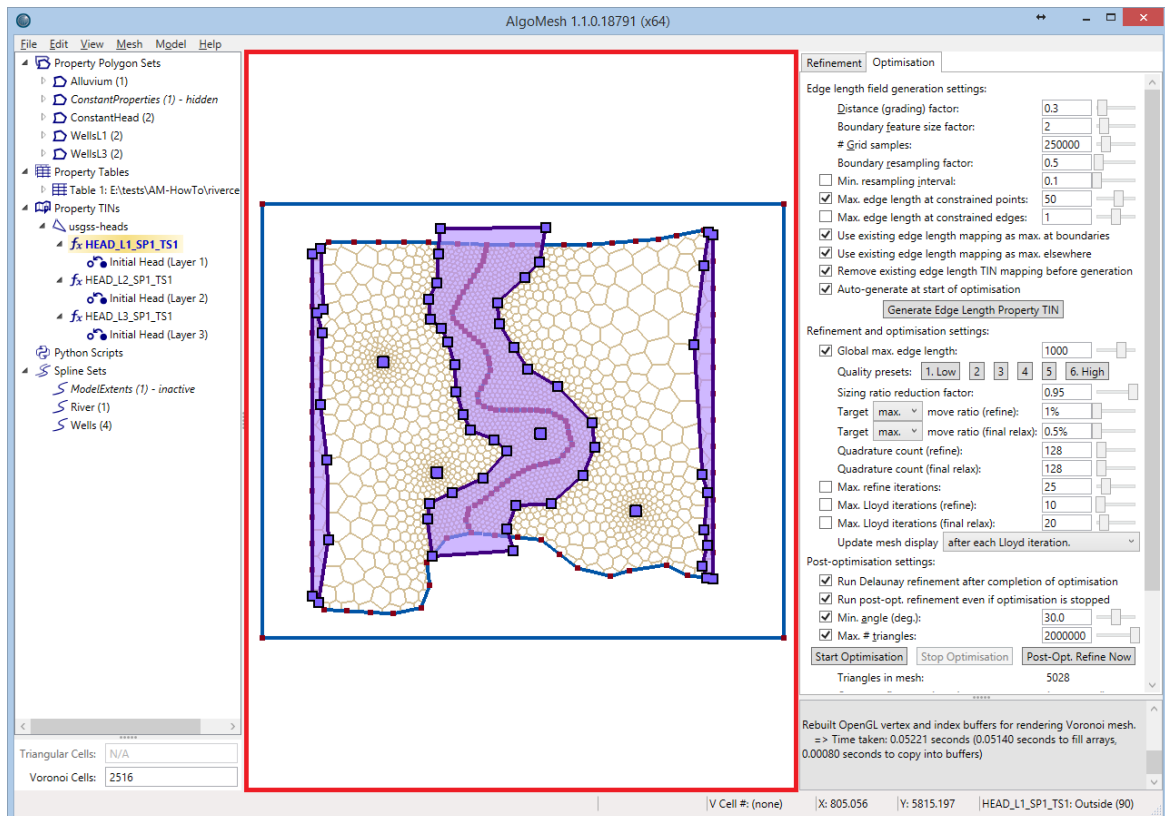 AlgoMesh 1.1.0.18791 (x64)
File Edit View Mesh Model Help
Property Polygon Sets
Alluvium (1)
ConstantProperties (1) - hidden
ConstantHead (2)
WellsL1 (2)
WellsL3 (2)
Property Tables
Table 1: E:\tests\AM-HowTo\riverce
Property TINs
usgss-heads
fx HEAD_L1_SP1_TS1
Initial Head (Layer 1)
fx HEAD_L2_SP1_TS1
Initial Head (Layer 2)
fx HEAD_L3_SP1_TS1
Initial Head (Layer 3)
Python Scripts
Spline Sets
ModelExtents (1) - inactive
River (1)
Wells (4)
Triangular Cells: N/A
Voronoi Cells: 2516
Refinement Optimisation
Edge length field generation settings:
Distance (grading) factor: 0.3
Boundary feature size factor: 2
# Grid samples: 250000
Boundary resampling factor: 0.5
Min. resampling interval: 0.1
Max. edge length at constrained points: 50
Max. edge length at constrained edges: 1
Use existing edge length mapping as max. at boundaries
Use existing edge length mapping as max. elsewhere
Remove existing edge length TIN mapping before generation
Auto-generate at start of optimisation
Generate Edge Length Property TIN
Refinement and optimisation settings:
Global max. edge length: 1000
Quality presets: 1. Low 2 3 4 5 6. High
Sizing ratio reduction factor: 0.95
Target max. move ratio (refine): 1%
Target max. move ratio (final relax): 0.5%
Quadrature count (refine): 128
Quadrature count (final relax): 128
Max. refine iterations: 25
Max. Lloyd iterations (refine): 10
Max. Lloyd iterations (final relax): 20
Update mesh display after each Lloyd iteration.
Post-optimisation settings:
Run Delaunay refinement after completion of optimisation
Run post-opt. refinement even if optimisation is stopped
Min. angle (deg.): 30.0
Max. # triangles: 2000000
Start Optimisation Stop Optimisation Post-Opt. Refine Now
Triangles in mesh: 5028
Rebuilt OpenGL vertex and index buffers for rendering Voronoi mesh.
=> Time taken: 0.05221 seconds (0.05140 seconds to fill arrays,
0.00080 seconds to copy into buffers)
V Cell #: (none) X: 805.056 Y: 5815.197 HEAD_L1_SP1_TS1: Outside (90)